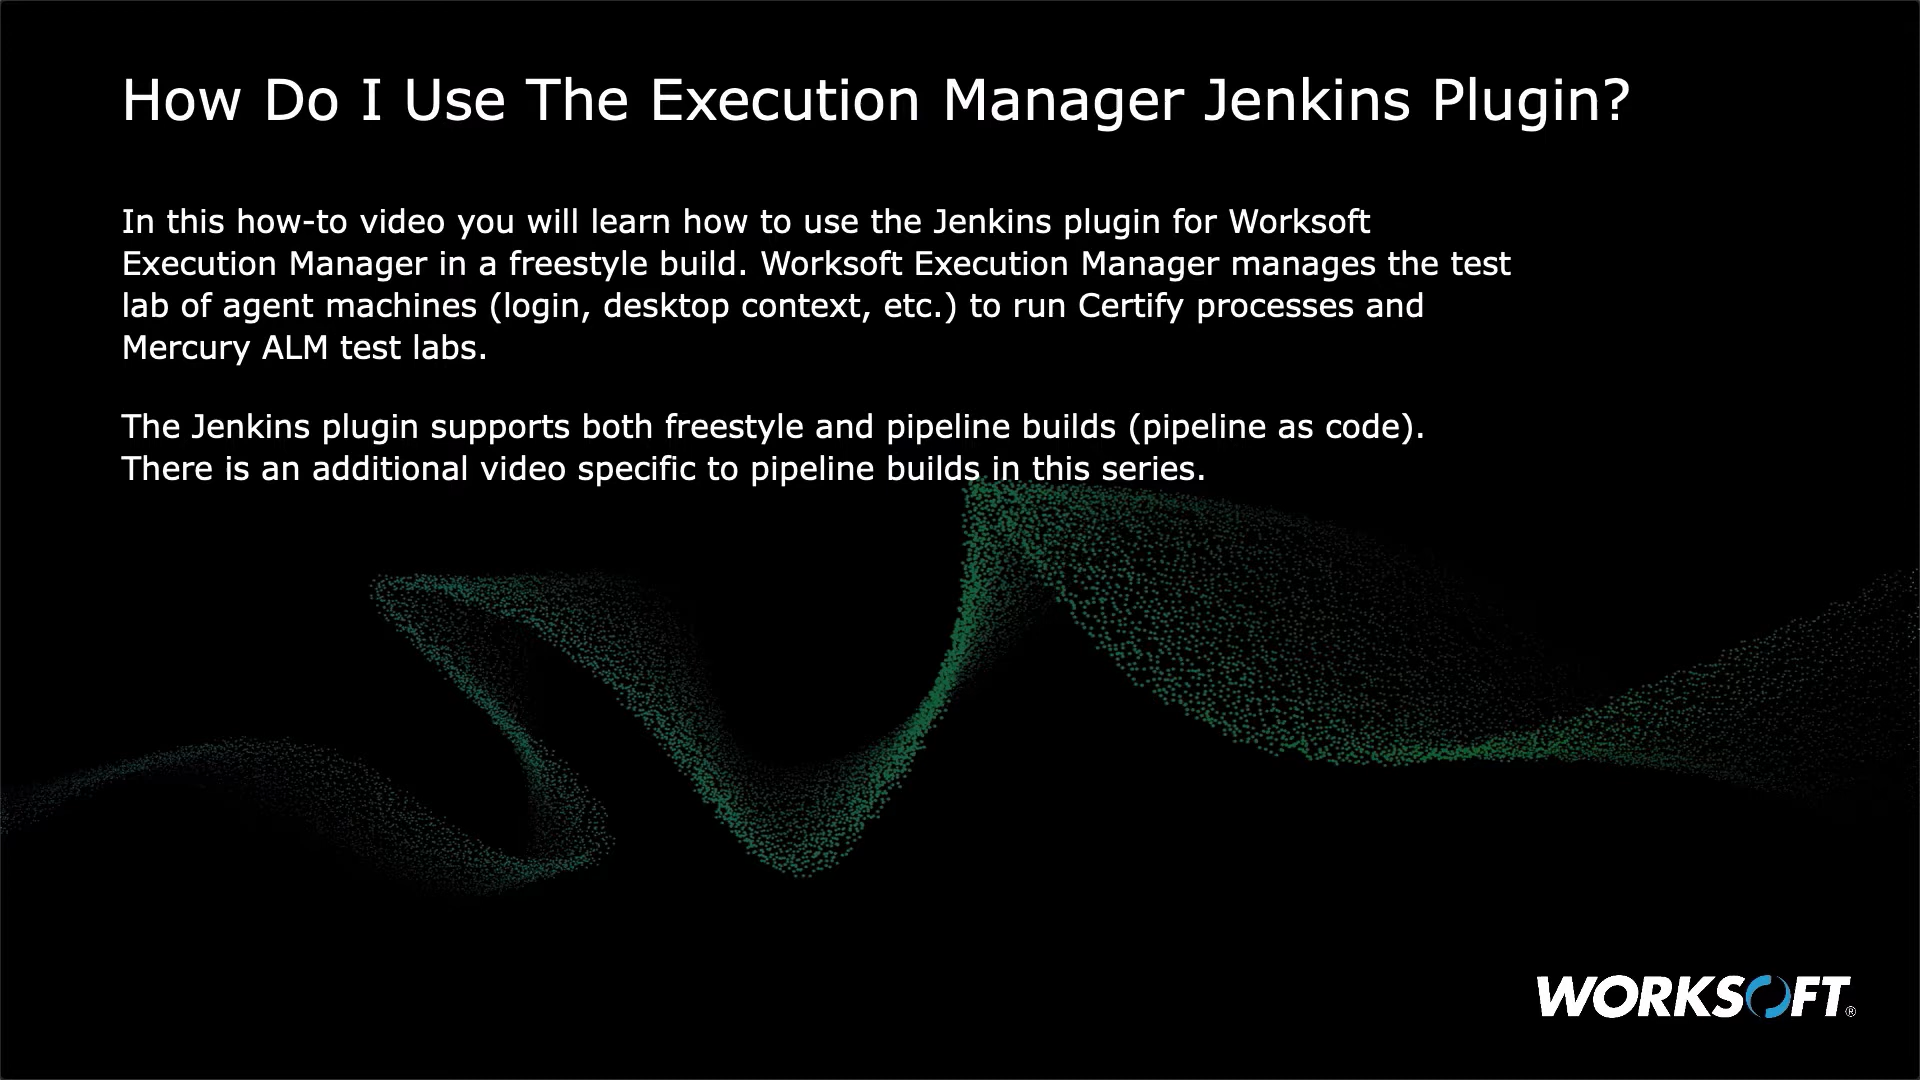 How Do I Use The Execution Manager Jenkins Plugin?
In this how-to video you will learn how to use the Jenkins plugin for Worksoft
Execution Manager in a freestyle build. Worksoft Execution Manager manages the test
lab of agent machines (login, desktop context, etc.) to run Certify processes and
Mercury ALM test labs.
The Jenkins plugin supports both freestyle and pipeline builds (pipeline as code).
There is an additional video specific to pipeline builds in this series.
WORKSOFT®